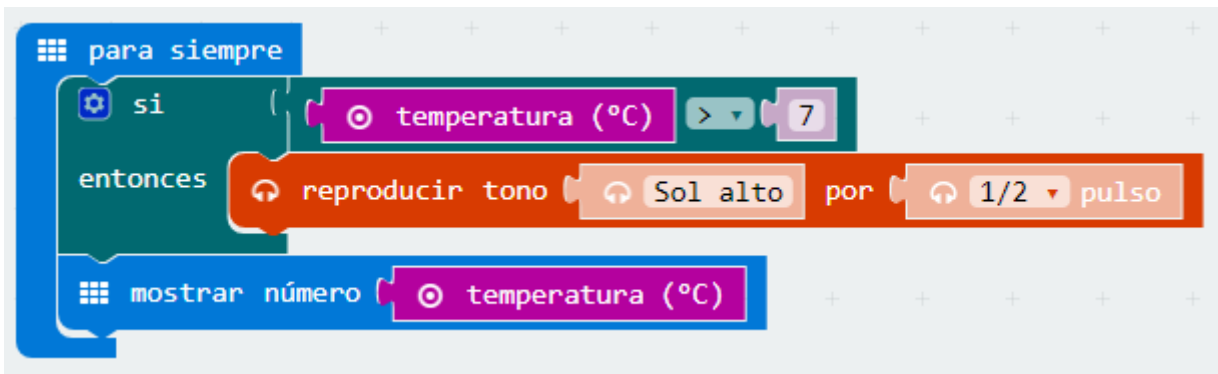 para siempre
si temperatura (°C) > ▾ 7
entonces reproducir tono Sol alto por 1/2 ▾ pulso
mostrar número temperatura (°C)